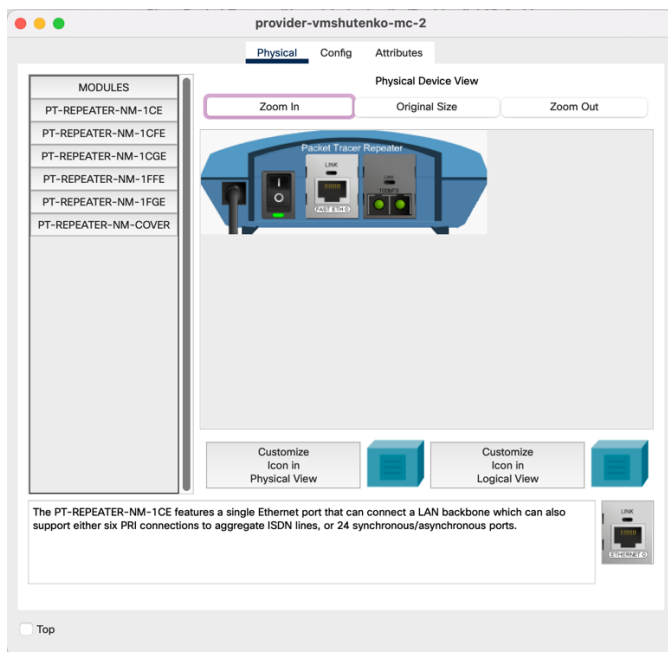 provider-vmshutenko-mc-2
Physical Config Attributes
MODULES
PT-REPEATER-NM-1CE
PT-REPEATER-NM-1CFE
PT-REPEATER-NM-1CGE
PT-REPEATER-NM-1FFE
PT-REPEATER-NM-1FGE
PT-REPEATER-NM-COVER
Physical Device View
Zoom In Original Size Zoom Out
Packet Tracer Repeater
LINK
FAST ETH 0
LINK
100FX
Customize
Icon in
Physical View
Customize
Icon in
Logical View
The PT-REPEATER-NM-1CE features a single Ethernet port that can connect a LAN backbone which can also
support either six PRI connections to aggregate ISDN lines, or 24 synchronous/asynchronous ports.
LINK
ETHERNET 0
Top